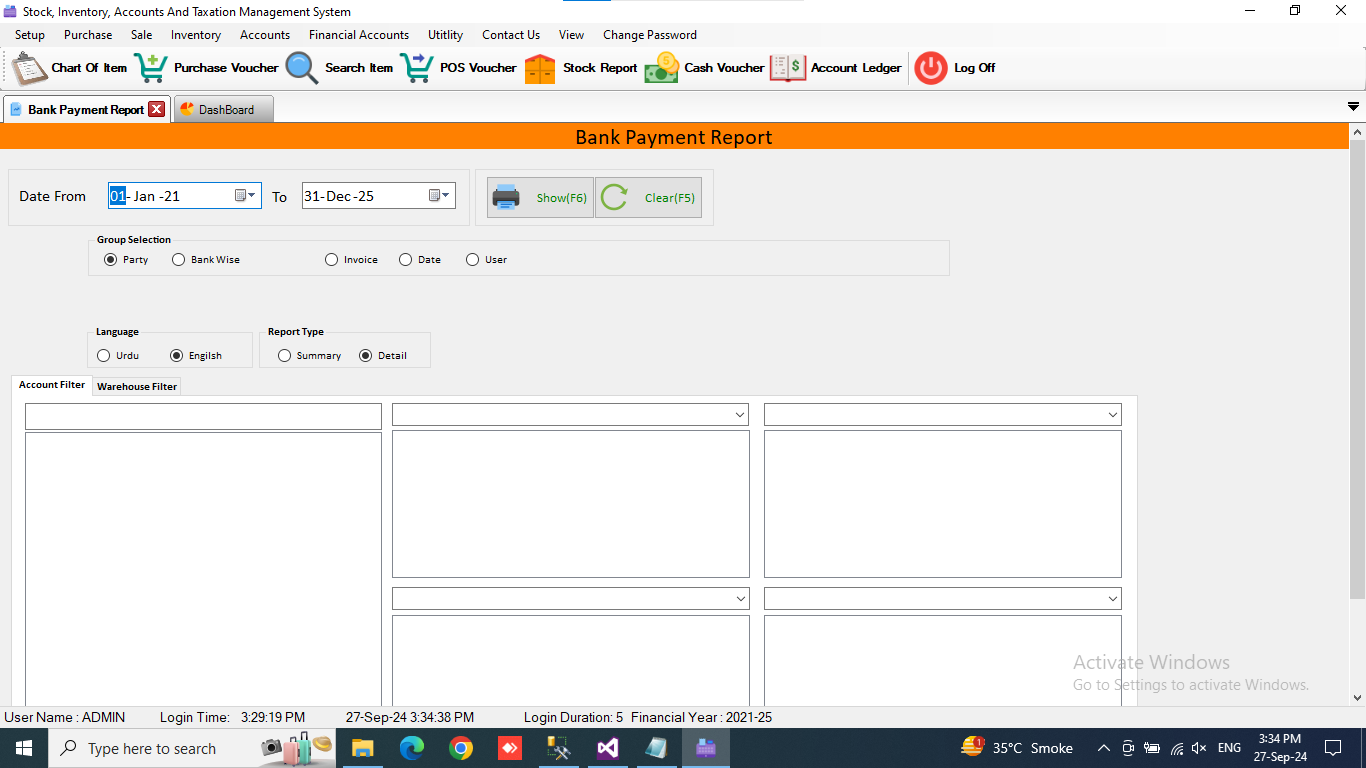 Stock, Inventory, Accounts And Taxation Management System
Setup Purchase Sale Inventory Accounts Financial Accounts Uitility Contact Us View Change Password
Chart Of Item Purchase Voucher Search Item POS Voucher Stock Report Cash Voucher Account Ledger Log Off
Bank Payment Report DashBoard
Bank Payment Report
Date From 01- Jan -21 To 31-Dec -25 Show(F6) Clear(F5)
Group Selection
Party Bank Wise Invoice Date User
Language Report Type
Urdu Engilsh Summary Detail
Account Filter Warehouse Filter
Activate Windows
Go to Settings to activate Windows.
User Name : ADMIN Login Time: 3:29:19 PM 27-Sep-24 3:34:38 PM Login Duration: 5 Financial Year : 2021-25
Type here to search 1 35°C Smoke ENG 3:34 PM
27-Sep-24